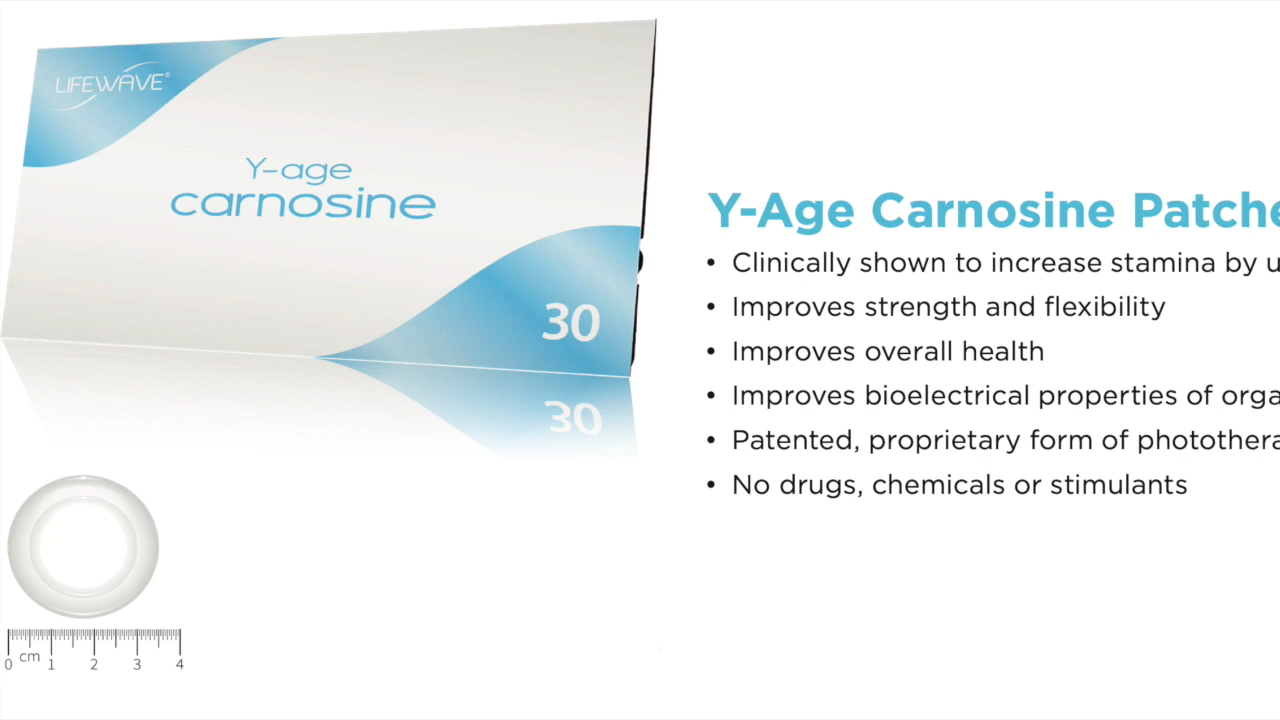 LIFEWAVE®
Y-age
carnosine
30
30
Y-Age Carnosine Patche
• Clinically shown to increase stamina by u
• Improves strength and flexibility
• Improves overall health
• Improves bioelectrical properties of orga
• Patented, proprietary form of photothera
• No drugs, chemicals or stimulants
cm
0 1 2 3 4